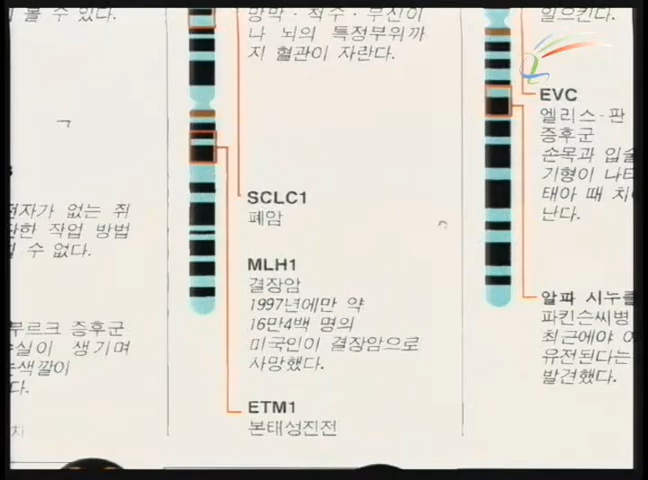 볼 수 있다.
전자가 없는 쥐
작업 방법
수 없다.
부르크 증후군
생기며
색깔이
망막·척수·부신이
나 뇌의 특정부위까
지 혈관이 자란다.
SCLC1
폐암
MLH1
결장암
1997년에만 약
16만4백 명의
미국인이 결장암으로
사망했다.
ETM1
본태성진전
일으킨다.
EVC
엘리스-판
증후군
손목과 입술
기형이 나타
태아 때 치
난다.
알파 시누클
파킨슨씨병
최근에야
유전된다는
발견했다.